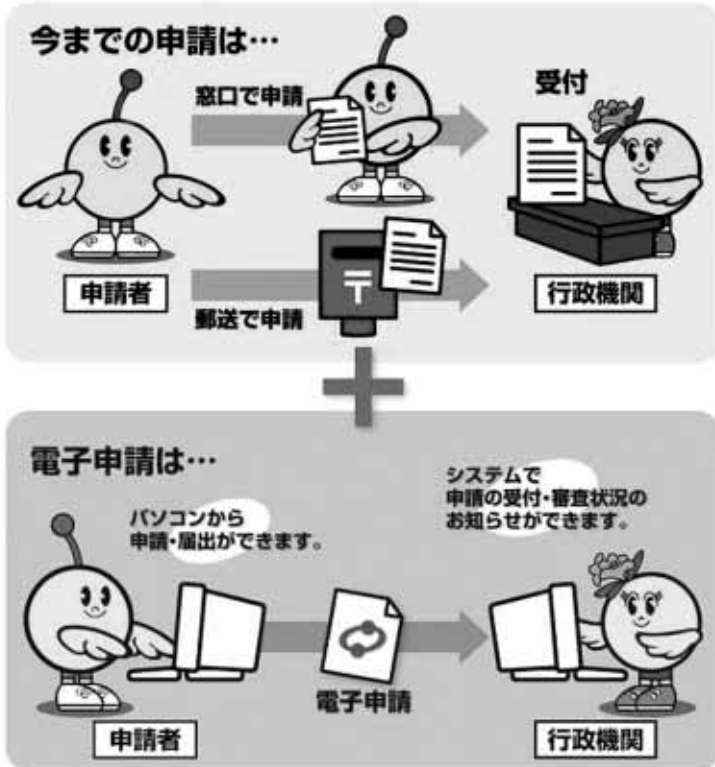 今までの申請は…
窓口で申請
受付
申請者
郵送で申請
〒
行政機関
+
電子申請は…
パソコンから
申請・届出ができます。
システムで
申請の受付・審査状況の
お知らせができます。
電子申請
申請者
行政機関